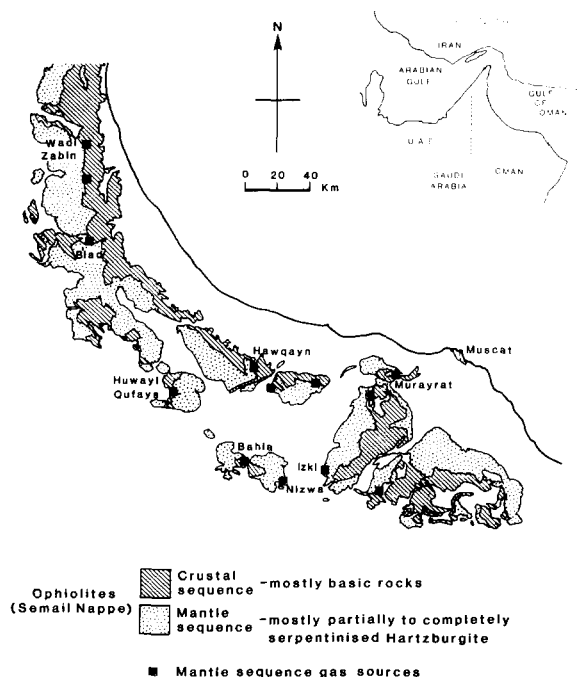 N
IRAN
ARABIAN
GULF
GULF
OF
OMAN
U.A.E
SAUDI
ARABIA
OMAN
0 20 40
Km
Wadi
Zabin
Blad
Hawqayn
Huwayl
Qufays
Muscat
Murayrat
Bahla
Izki
Nizwa
Ophiolites
(Semail Nappe)
Crustal
sequence -mostly basic rocks
Mantle
sequence -mostly partially to completely
serpentinised Hartzburgite
Mantle sequence gas sources